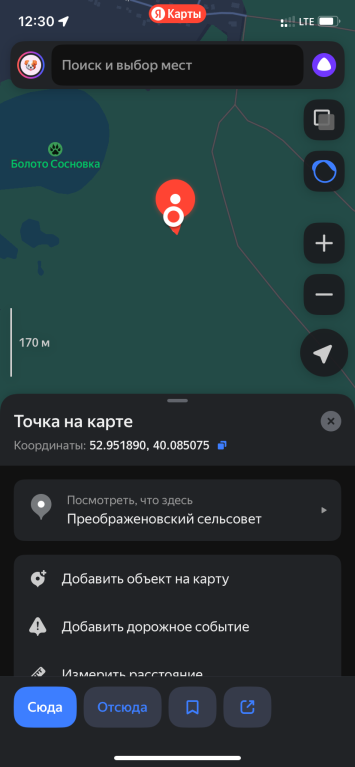 12:30
Я Карты
LTE
Поиск и выбор мест
Болото Сосновка
170 м
Точка на карте
Координаты: 52.951890, 40.085075
Посмотреть, что здесь
Преображеновский сельсовет
Добавить объект на карту
Добавить дорожное событие
Измерить расстояние
Сюда
Отсюда